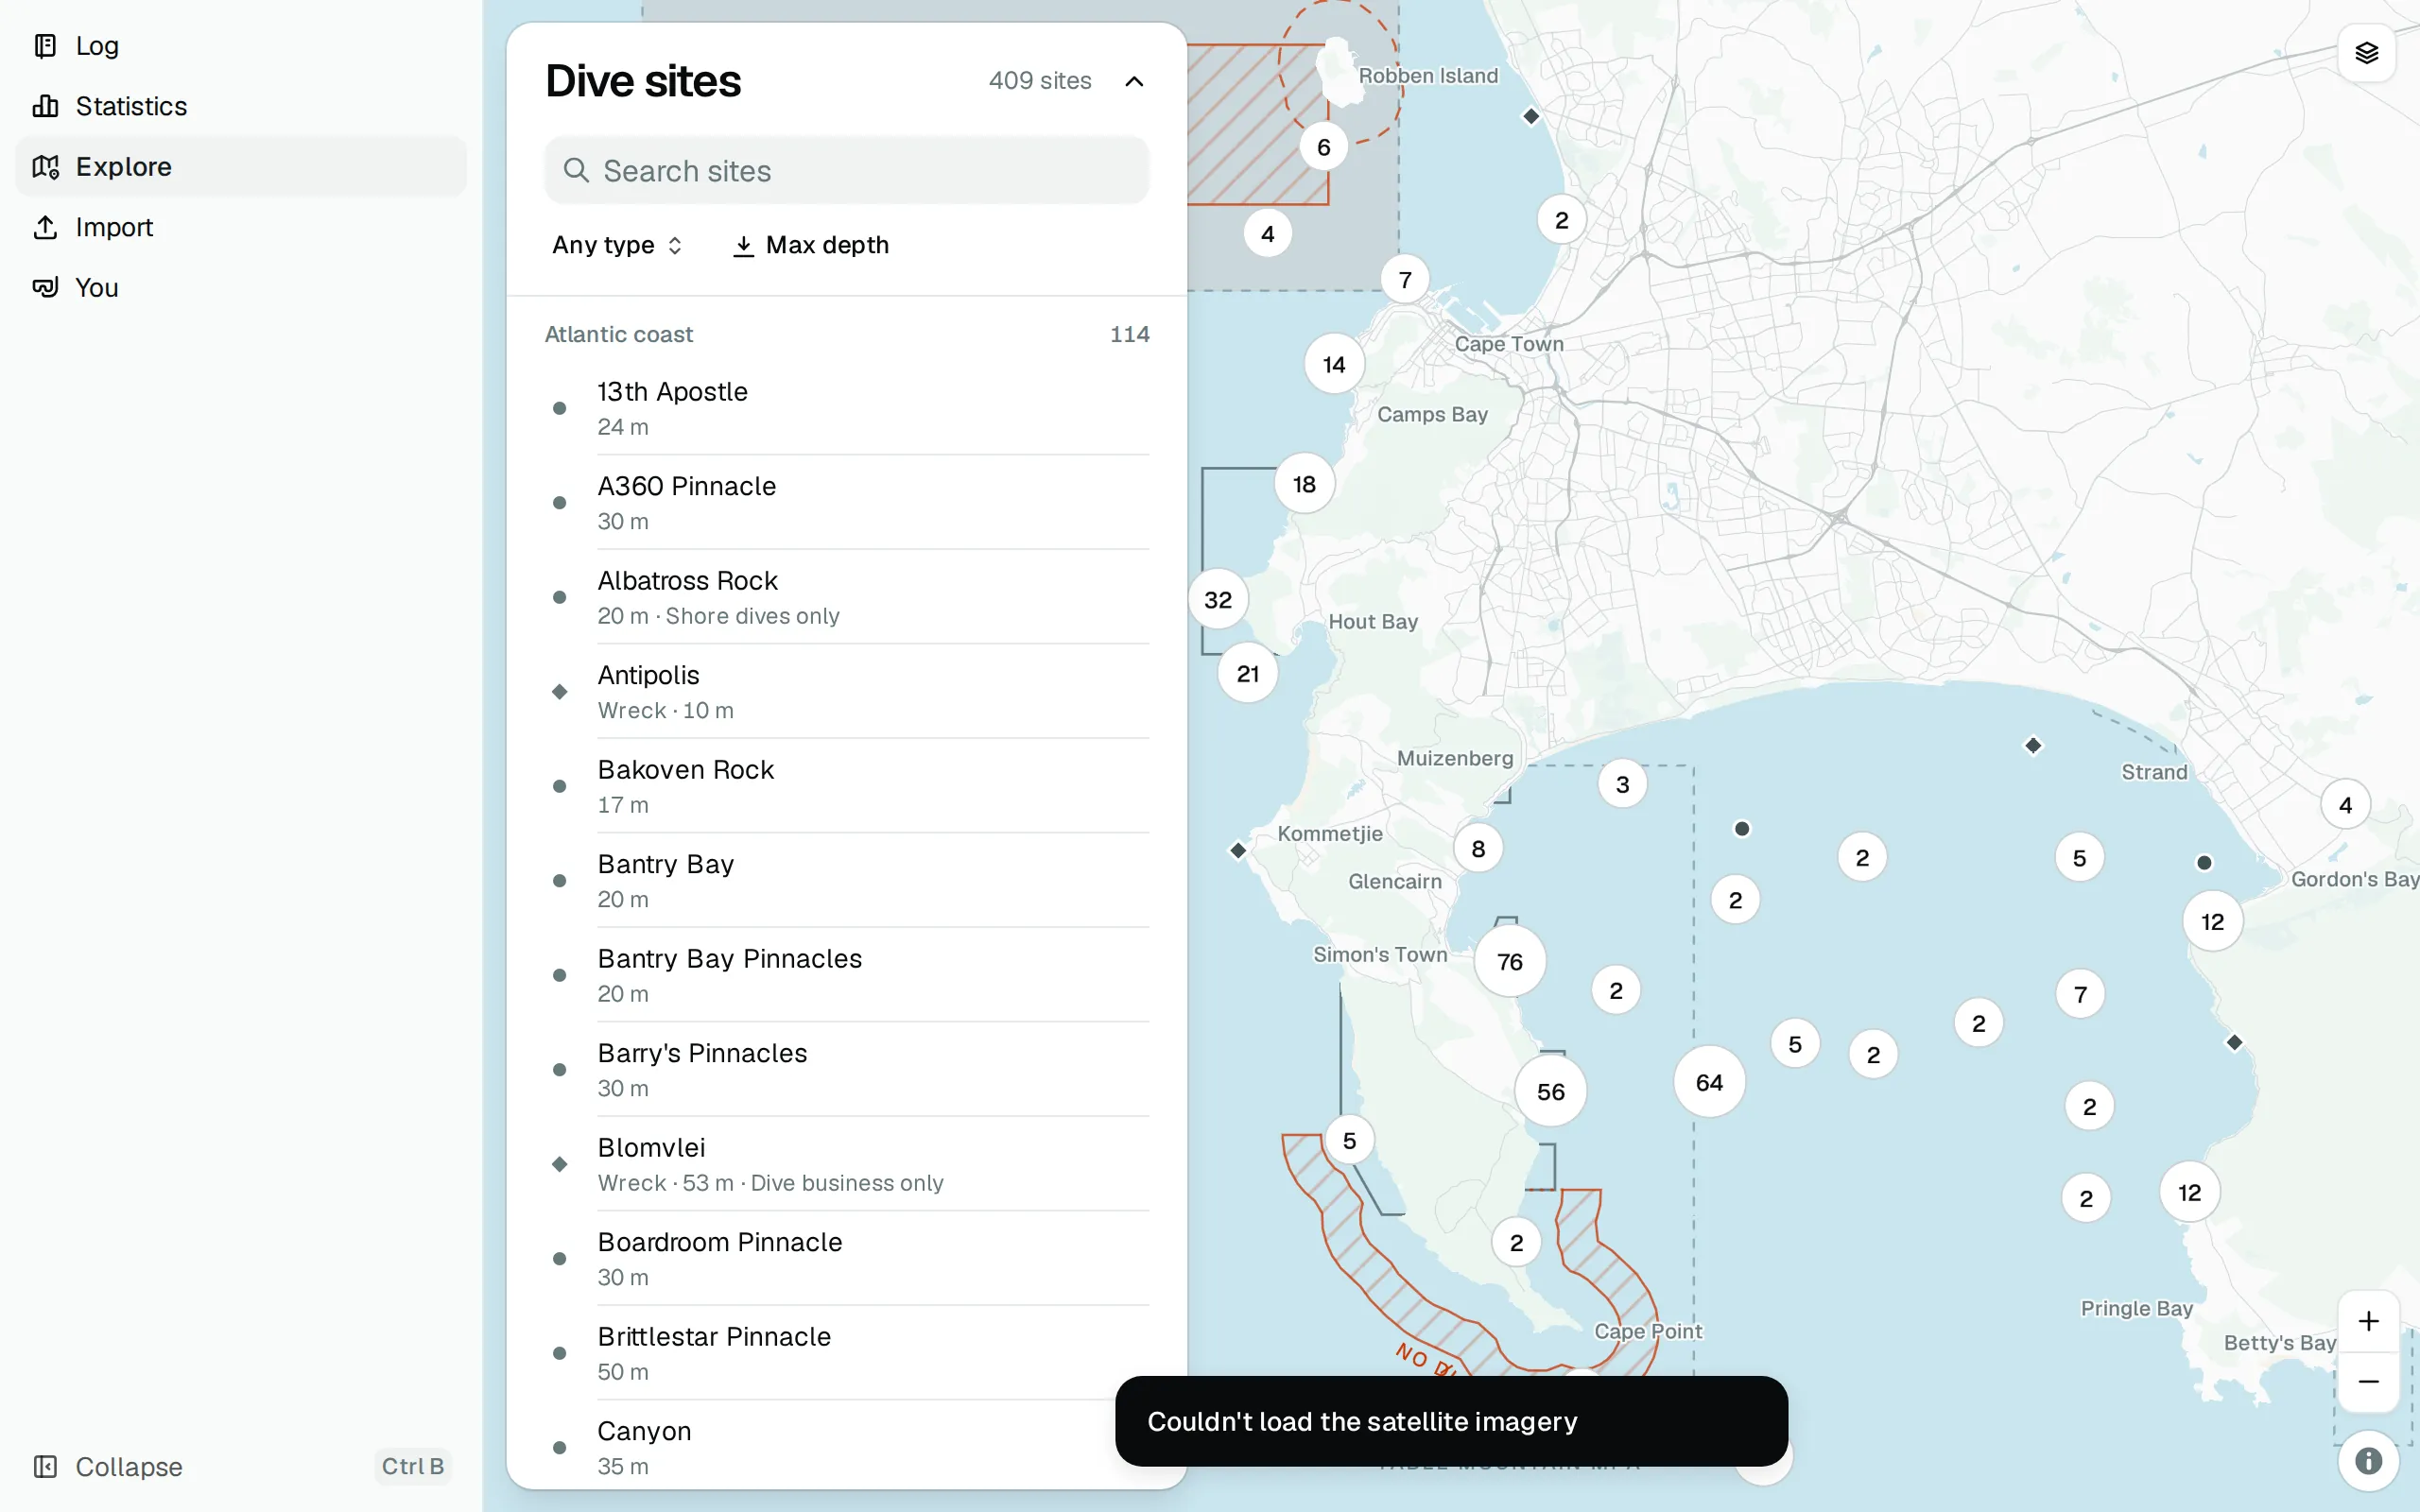 Log
Statistics
Explore
Import
You
Collapse
Ctrl B
Dive sites
409 sites
Search sites
Any type
Max depth
Atlantic coast
114
13th Apostle
24 m
A360 Pinnacle
30 m
Albatross Rock
20 m · Shore dives only
Antipolis
Wreck · 10 m
Bakoven Rock
17 m
Bantry Bay
20 m
Bantry Bay Pinnacles
20 m
Barry's Pinnacles
30 m
Blomvlei
Wreck · 53 m · Dive business only
Boardroom Pinnacle
30 m
Brittlestar Pinnacle
50 m
Canyon
35 m
Robben Island
6
2
4
7
Cape Town
14
Camps Bay
18
32
Hout Bay
21
Muizenberg
3
Strand
4
Kommetjie
8
2
5
Glencairn
Gordon's Bay
2
12
Simon's Town
76
2
7
2
5
2
56
64
2
5
12
2
2
Pringle Bay
Cape Point
Betty's Bay
NO
Couldn't load the satellite imagery